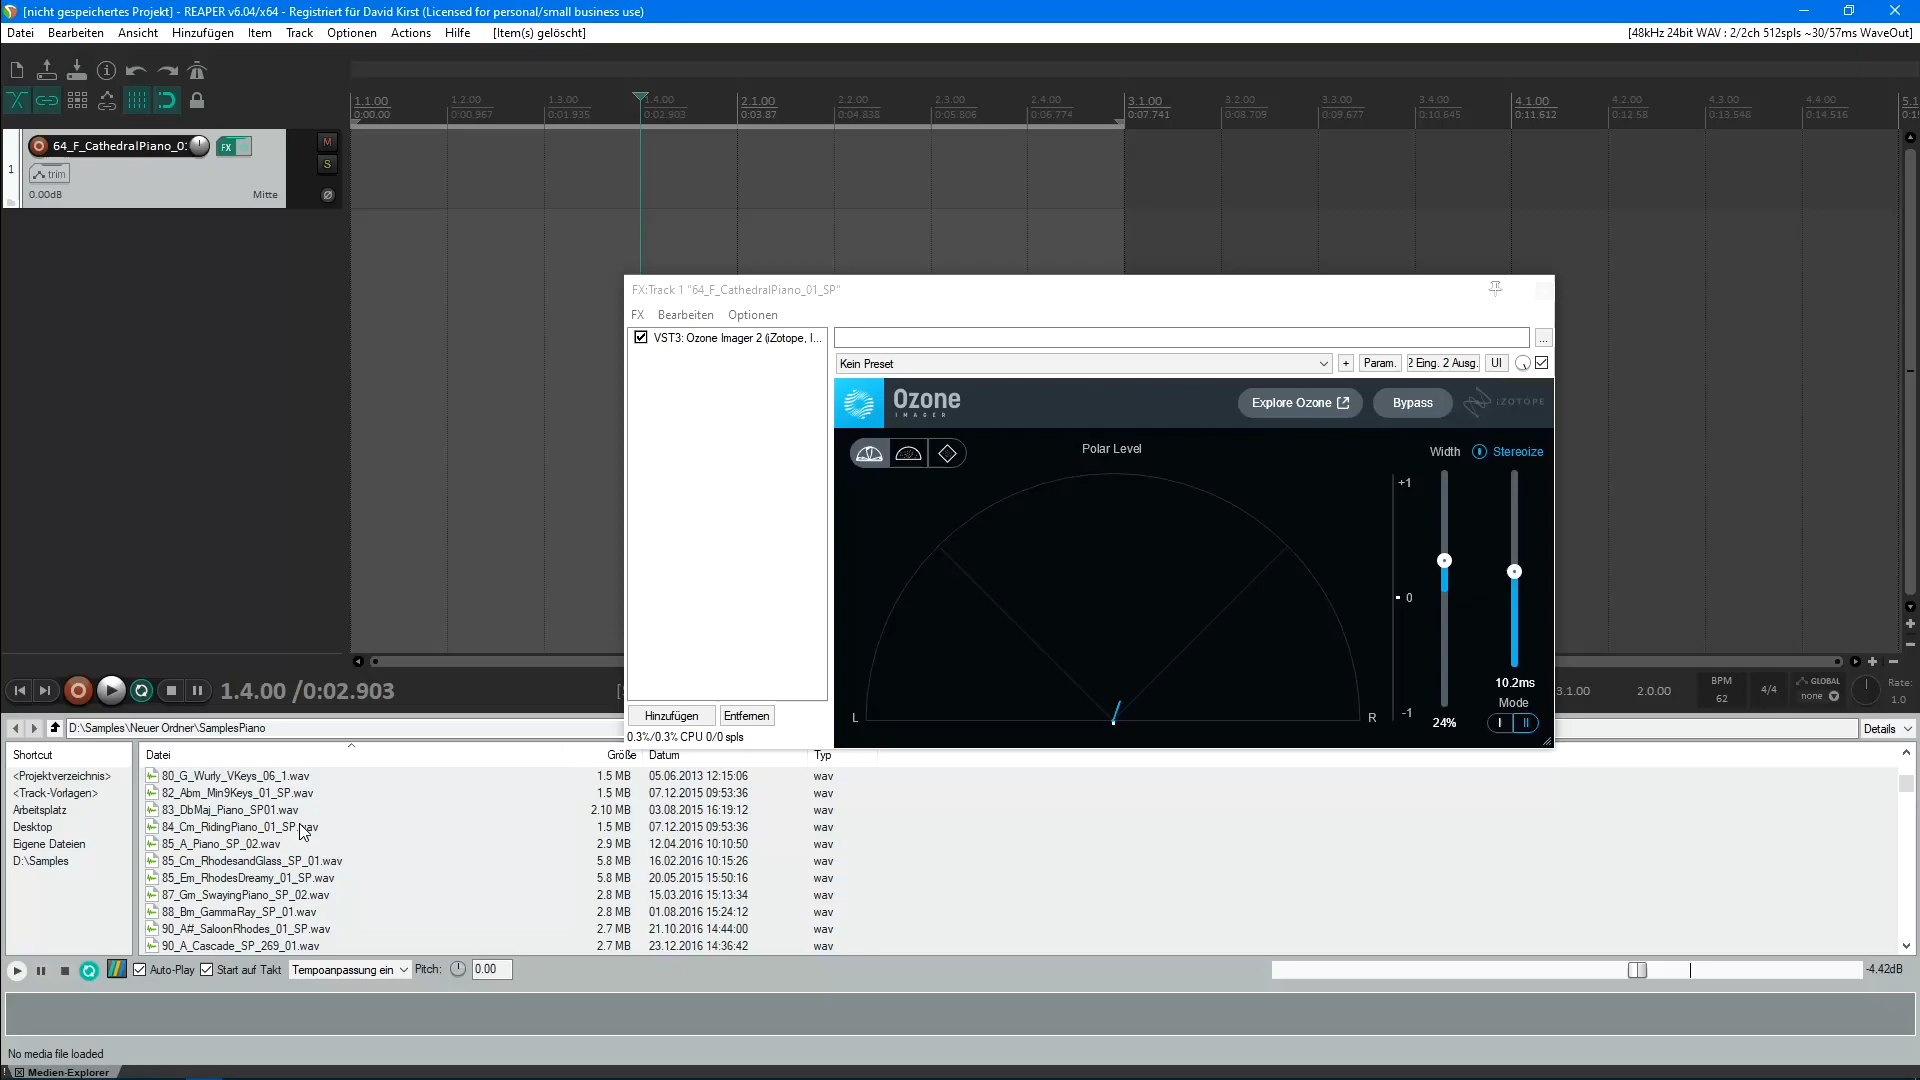 [nicht gespeichertes Projekt] - REAPER v6.04/x64 - Registriert für David Kirst (Licensed for personal/small business use)
Datei Bearbeiten Ansicht Hinzufügen Item Track Optionen Actions Hilfe [Item(s) gelöscht]
[48kHz 24bit WAV : 2/2ch 512spls ~30/57ms WaveOut]
1.1.00 1.2.00 1.3.00 1.4.00 2.1.00 2.2.00 2.3.00 2.4.00 3.1.00 3.2.00 3.3.00 3.4.00 4.1.00 4.2.00 4.3.00 4.4.00 5.1
0:00.00 0:00.967 0:01.935 0:02.903 0:03.87 0:04.838 0:05.806 0:06.774 0:07.741 0:08.709 0:09.677 0:10.645 0:11.612 0:12.58 0:13.548 0:14.516
1
64_F_CathedralPiano_01 FX M
trim S
0.00dB Mitte
FX:Track 1 "64_F_CathedralPiano_01_SP"
FX Bearbeiten Optionen
VST3: Ozone Imager 2 (iZotope, I...
...
Kein Preset + Param. 2 Eing. 2 Ausg. UI
Ozone
IMAGER
Explore Ozone Bypass iZOTOPE
Polar Level
Width Stereoize
+1
0
-1
L R
10.2ms
Mode
24% I II
Hinzufügen Entfernen
0.3%/0.3% CPU 0/0 spls
1.4.00 /0:02.903
3.1.00 2.0.00
BPM
62
4/4
GLOBAL
none
Rate:
1.0
D:\Samples\Neuer Ordner\SamplesPiano Details
Shortcut
<Projektverzeichnis>
<Track-Vorlagen>
Arbeitsplatz
Desktop
Eigene Dateien
D:\Samples
Datei Größe Datum Typ
80_G_Wurly_VKeys_06_1.wav 1.5 MB 05.06.2013 12:15:06 wav
82_Abm_Min9Keys_01_SP.wav 1.5 MB 07.12.2015 09:53:36 wav
83_DbMaj_Piano_SP01.wav 2.10 MB 03.08.2015 16:19:12 wav
84_Cm_RidingPiano_01_SP.wav 1.5 MB 07.12.2015 09:53:36 wav
85_A_Piano_SP_02.wav 2.9 MB 12.04.2016 10:10:50 wav
85_Cm_RhodesandGlass_SP_01.wav 5.8 MB 16.02.2016 10:15:26 wav
85_Em_RhodesDreamy_01_SP.wav 5.8 MB 20.05.2015 15:50:16 wav
87_Gm_SwayingPiano_SP_02.wav 2.8 MB 15.03.2016 15:13:34 wav
88_Bm_GammaRay_SP_01.wav 2.8 MB 01.08.2016 15:24:12 wav
90_A#_SaloonRhodes_01_SP.wav 2.7 MB 21.10.2016 14:44:00 wav
90_A_Cascade_SP_269_01.wav 2.7 MB 23.12.2016 14:36:42 wav
Auto-Play Start auf Takt Tempoanpassung ein Pitch: 0.00 -4.42dB
No media file loaded
! Medien-Explorer